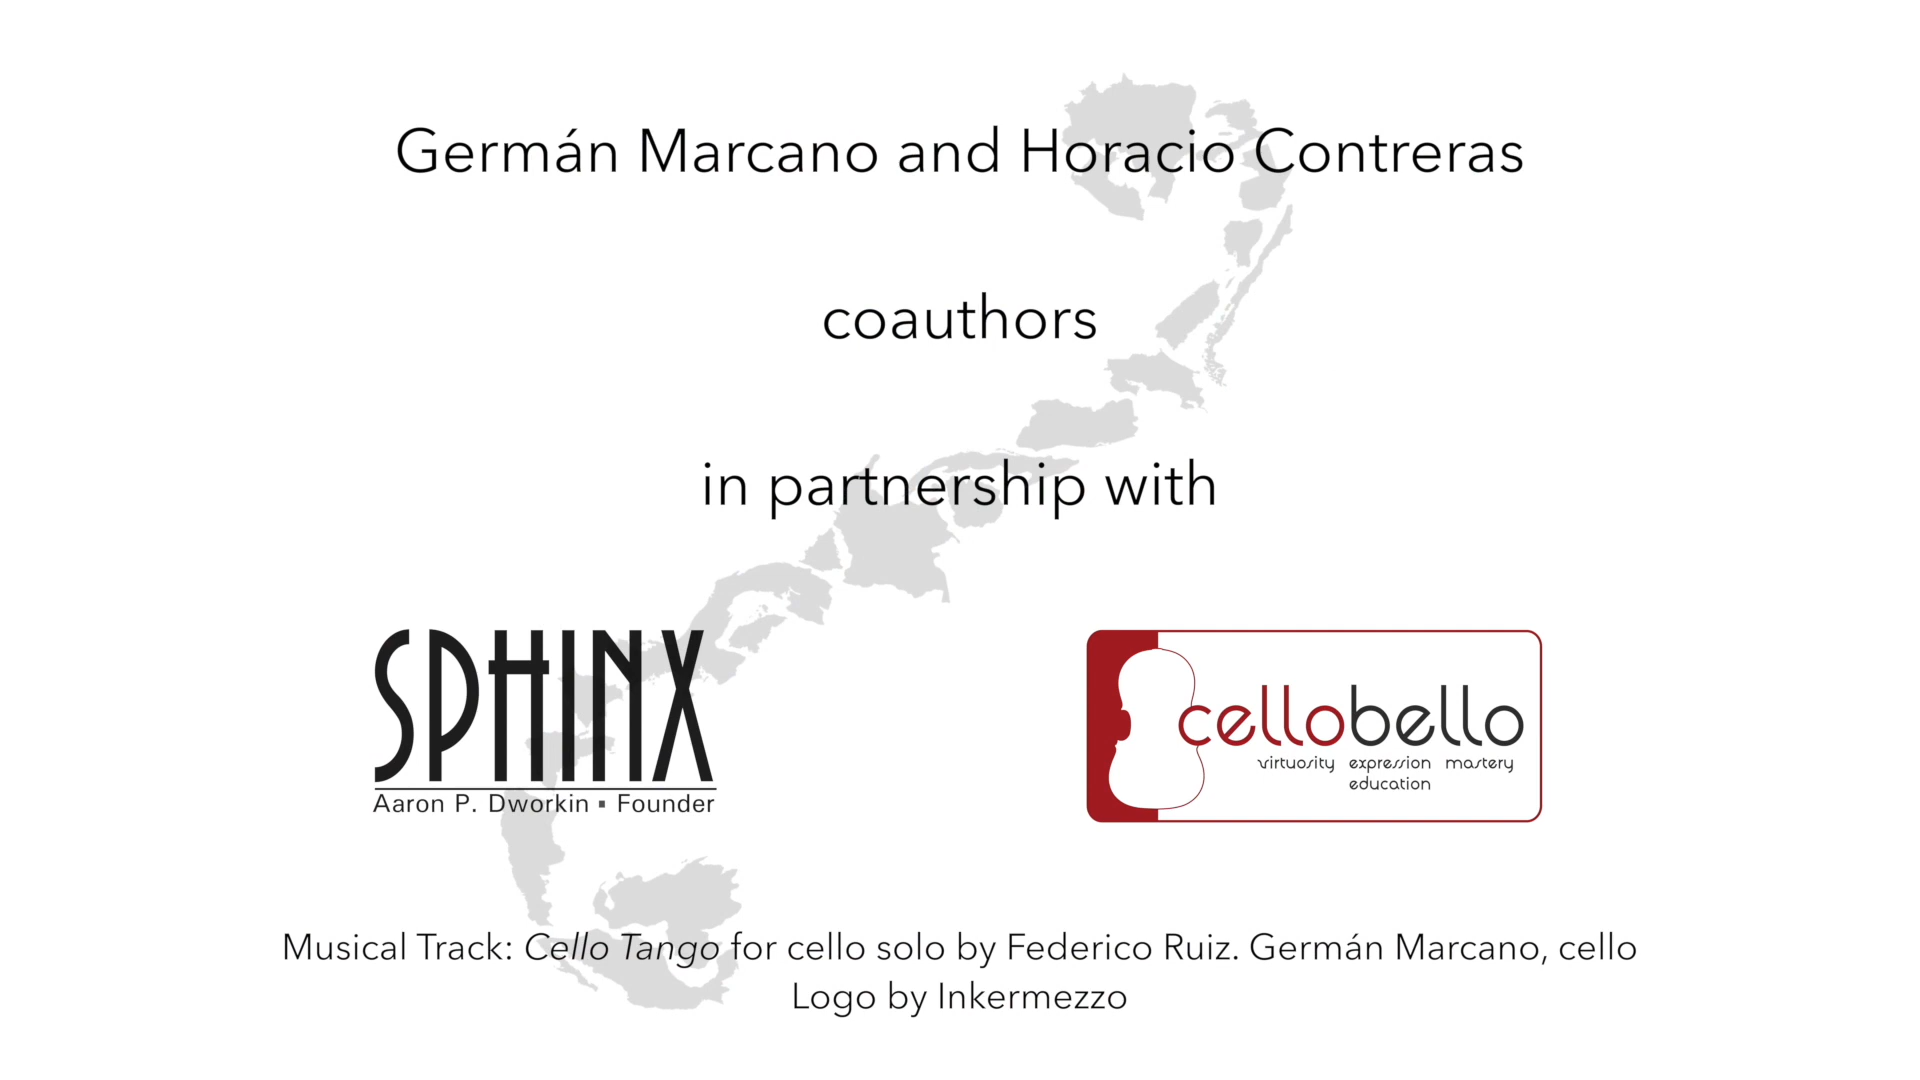 Germán Marcano and Horacio Contreras
coauthors
in partnership with
SPHINX
Aaron P. Dworkin ▪ Founder
cellobello
virtuosity expression mastery
education
Musical Track: Cello Tango for cello solo by Federico Ruiz. Germán Marcano, cello
Logo by Inkermezzo